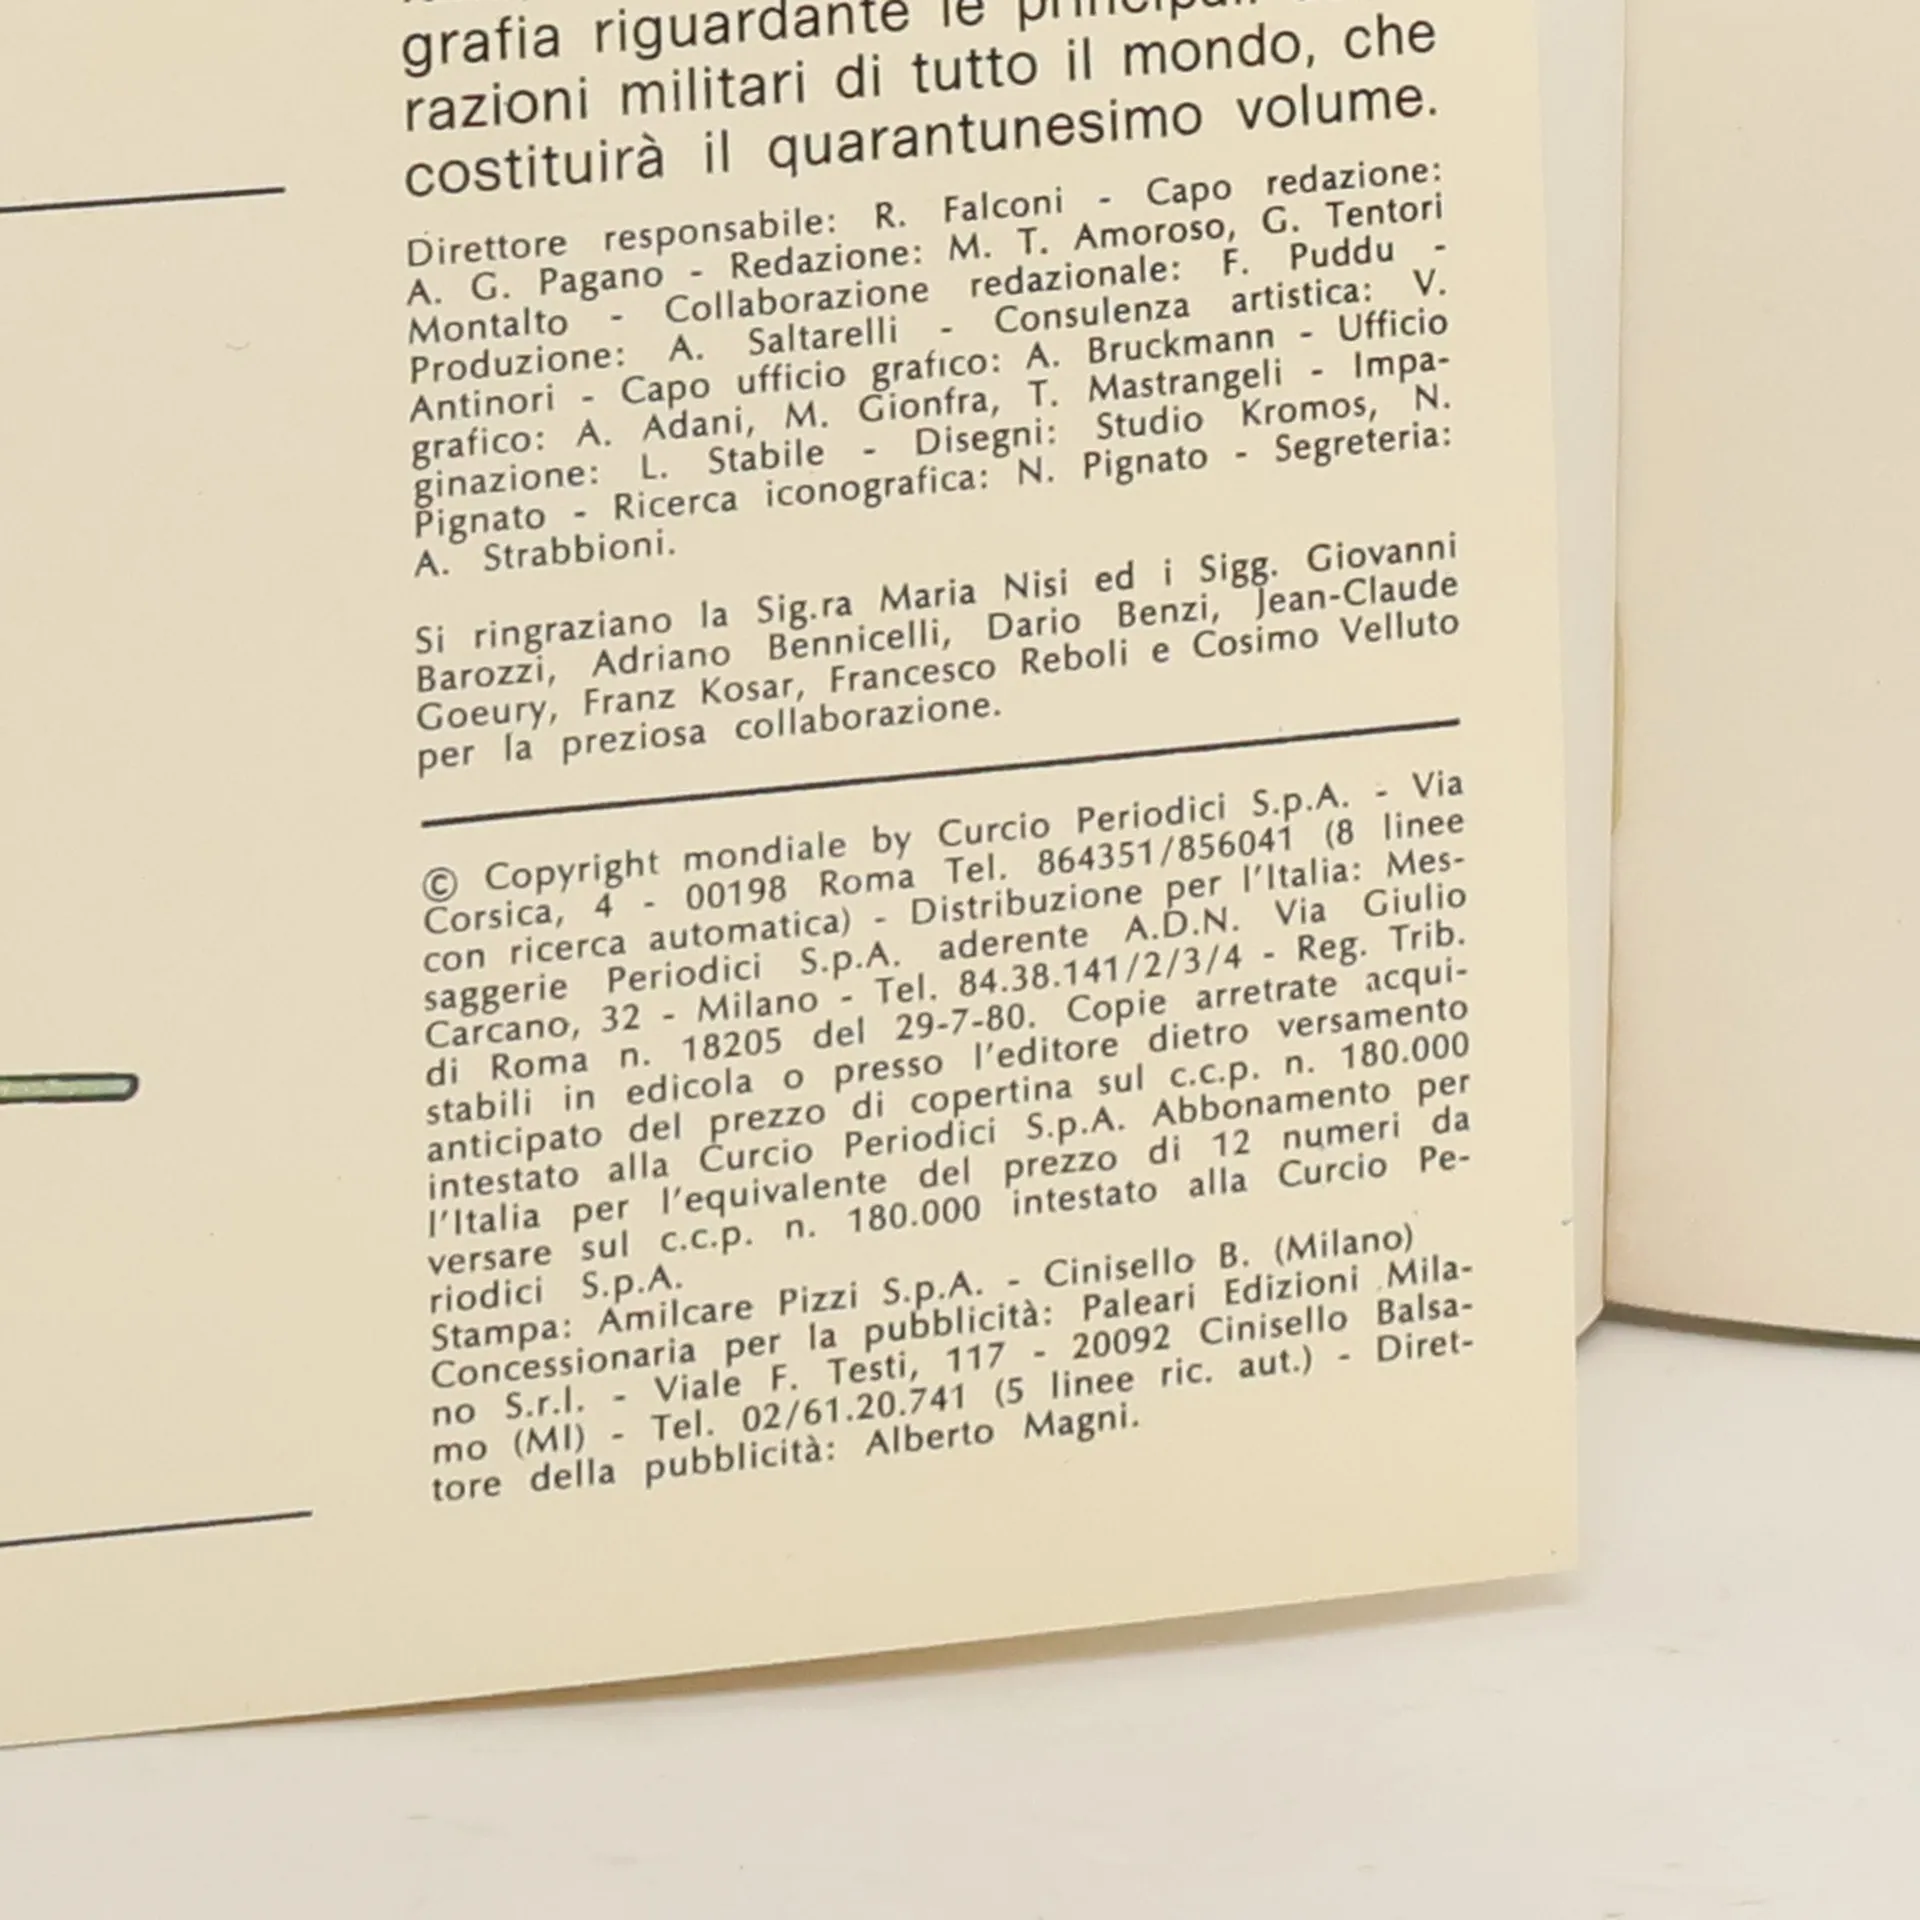 grafia riguardante le
razioni militari di tutto il mondo, che
costituirà il quarantunesimo volume.
Direttore responsabile: R. Falconi - Capo redazione:
A. G. Pagano - Redazione: M. T. Amoroso, G. Tentori
Montalto - Collaborazione redazionale: F. Puddu -
Produzione: A. Saltarelli - Consulenza artistica: V.
Antinori - Capo ufficio grafico: A. Bruckmann - Ufficio
grafico: A. Adani, M. Gionfra, T. Mastrangeli - Impa-
ginazione: L. Stabile - Disegni: Studio Kromos, N.
Pignato - Ricerca iconografica: N. Pignato - Segreteria:
A. Strabbioni.
Si ringraziano la Sig.ra Maria Nisi ed i Sigg. Giovanni
Barozzi, Adriano Bennicelli, Dario Benzi, Jean-Claude
Goeury, Franz Kosar, Francesco Reboli e Cosimo Velluto
per la preziosa collaborazione.
© Copyright mondiale by Curcio Periodici S.p.A. - Via
Corsica, 4 - 00198 Roma Tel. 864351/856041 (8 linee
con ricerca automatica) - Distribuzione per l'Italia: Mes-
saggerie Periodici S.p.A. aderente A.D.N. Via Giulio
Carcano, 32 - Milano - Tel. 84.38.141/2/3/4 - Reg. Trib.
di Roma n. 18205 del 29-7-80. Copie arretrate acqui-
stabili in edicola o presso l'editore dietro versamento
anticipato del prezzo di copertina sul c.c.p. n. 180.000
intestato alla Curcio Periodici S.p.A. Abbonamento per
l'Italia per l'equivalente del prezzo di 12 numeri da
versare sul c.c.p. n. 180.000 intestato alla Curcio Pe-
riodici S.p.A.
Stampa: Amilcare Pizzi S.p.A. - Cinisello B. (Milano)
Concessionaria per la pubblicità: Paleari Edizioni Mila-
no S.r.l. - Viale F. Testi, 117 - 20092 Cinisello Balsa-
mo (MI) - Tel. 02/61.20.741 (5 linee ric. aut.) - Diret-
tore della pubblicità: Alberto Magni.